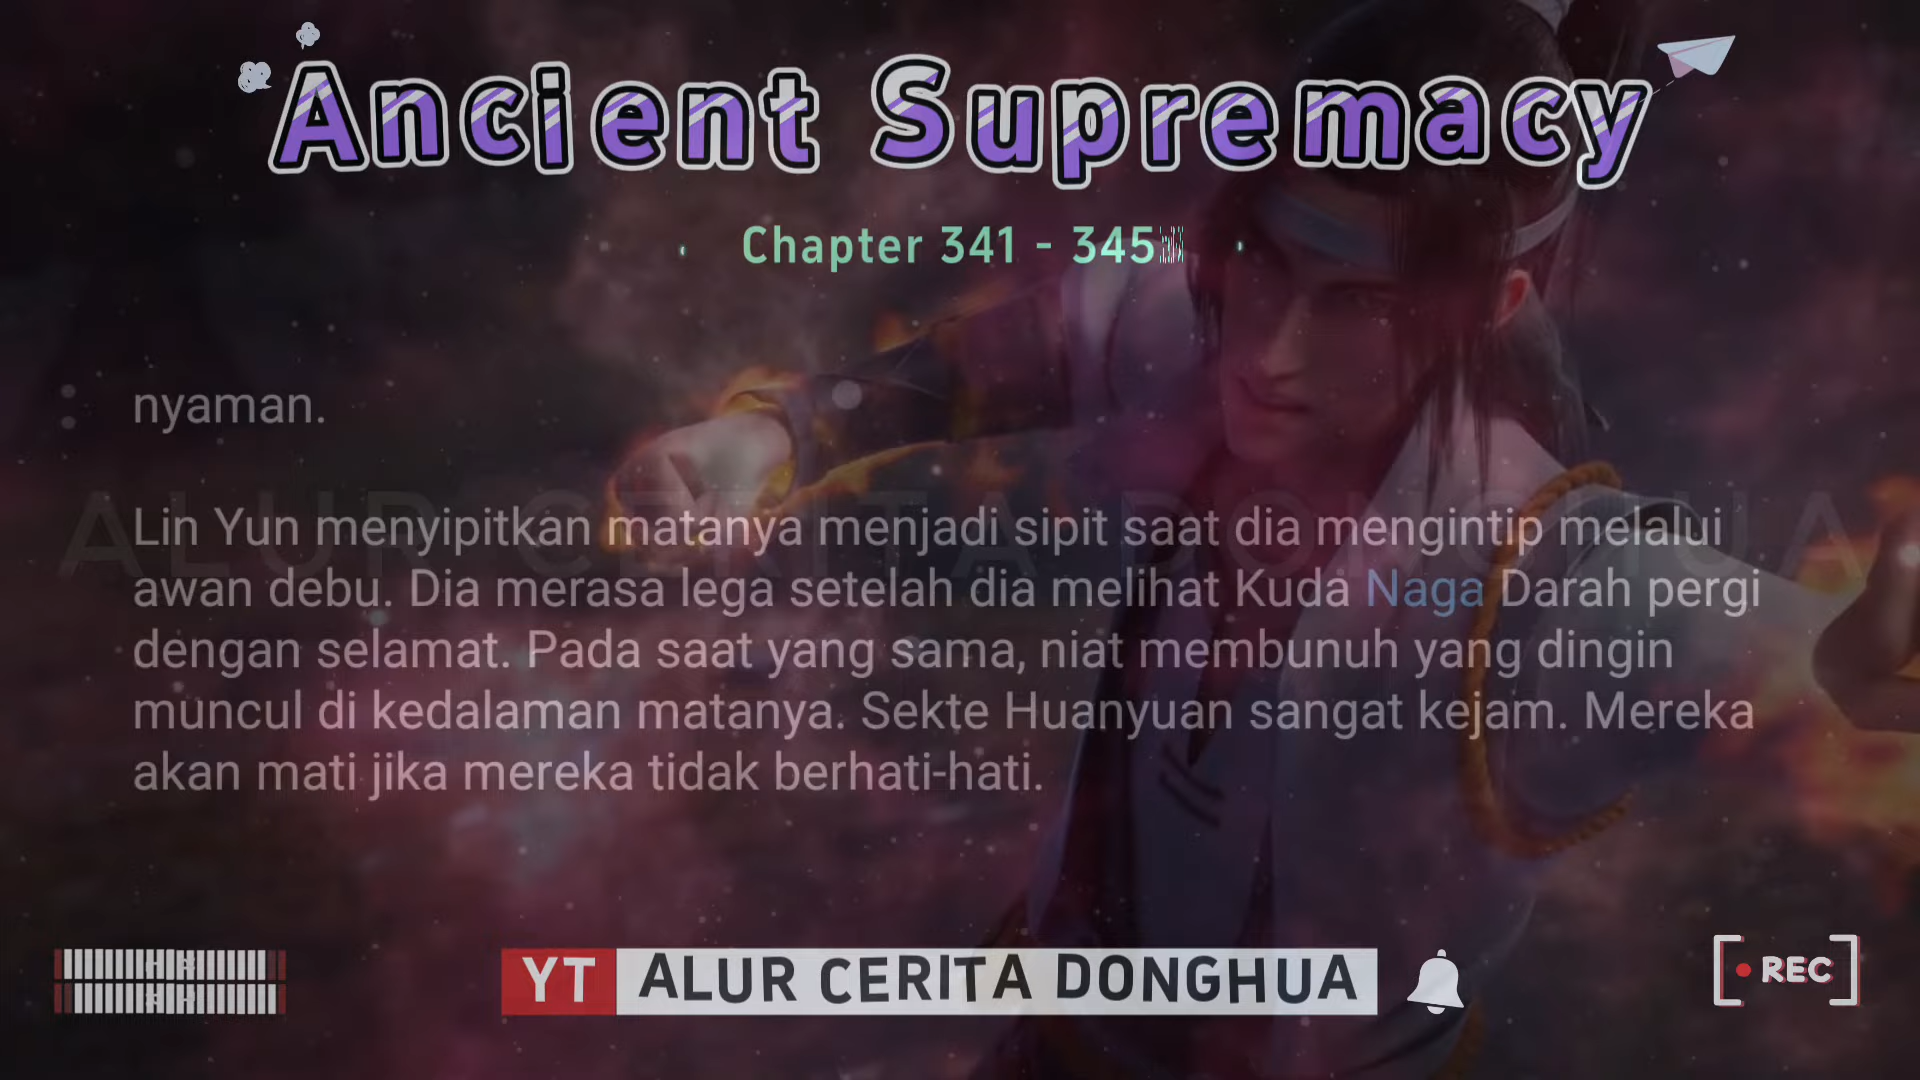 Ancient Supremacy
Chapter 341 - 345
nyaman.
ALUR CERITA DONGHUA
Lin Yun menyipitkan matanya menjadi sipit saat dia mengintip melalui
awan debu. Dia merasa lega setelah dia melihat Kuda Naga Darah pergi
dengan selamat. Pada saat yang sama, niat membunuh yang dingin
muncul di kedalaman matanya. Sekte Huanyuan sangat kejam. Mereka
akan mati jika mereka tidak berhati-hati.
YT ALUR CERITA DONGHUA
REC